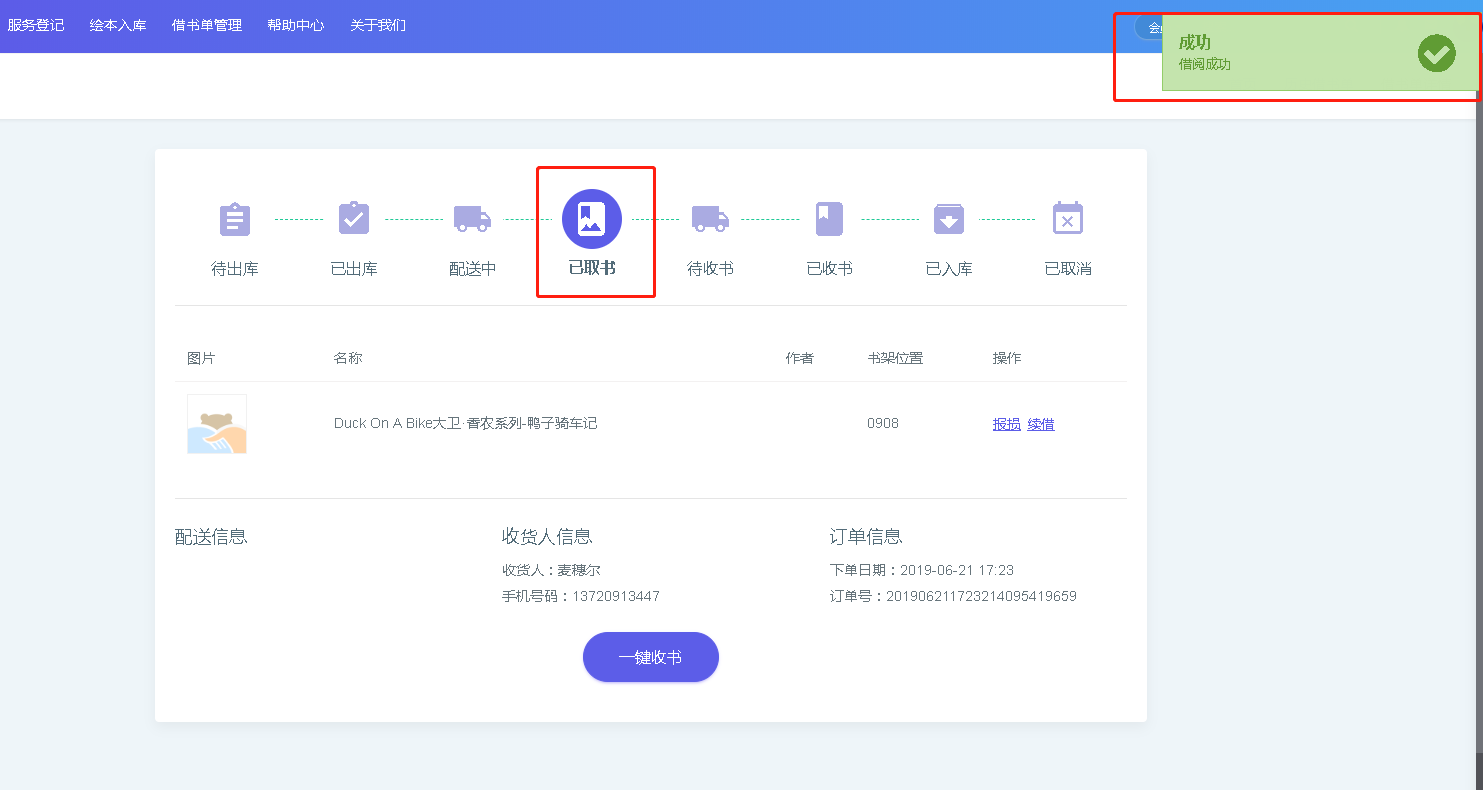 服务登记 绘本入库 借书单管理 帮助中心 关于我们
成功
借阅成功
待出库 已出库 配送中 已取书 待收书 已收书 已入库 已取消
图片 名称 作者 书架位置 操作
Duck On A Bike大卫·香农系列-鸭子骑车记 0908 报损 续借
配送信息 收货人信息 订单信息
收货人：麦穗尔 下单日期：2019-06-21 17:23
手机号码：13720913447 订单号：201906211723214095419659
一键收书